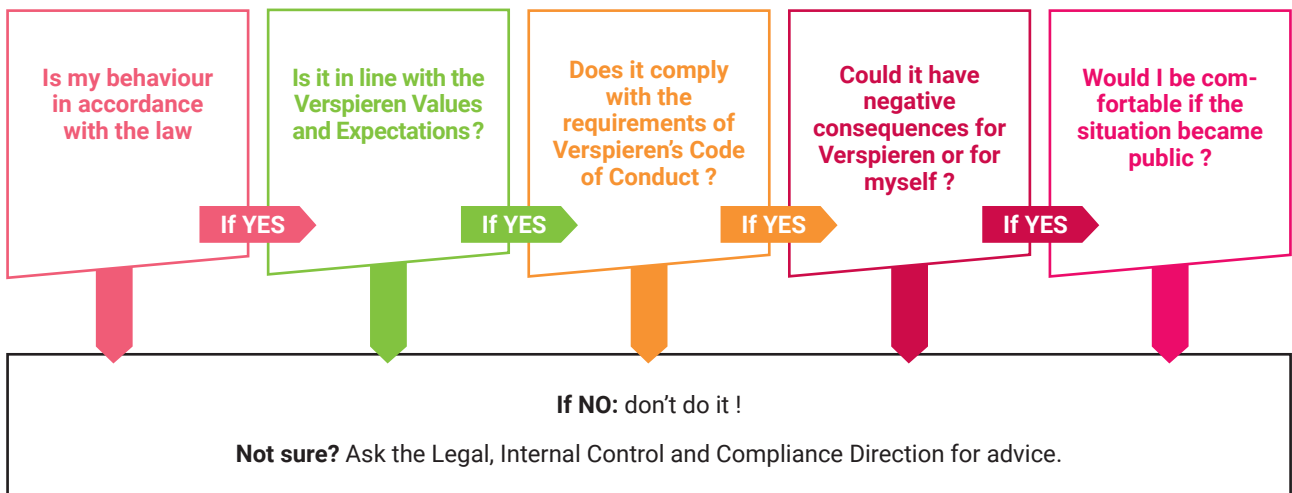 Is my behaviour
in accordance
with the law
If YES
Is it in line with the
Verspieren Values
and Expectations ?
If YES
Does it comply
with the
requirements of
Verspieren's Code
of Conduct ?
If YES
Could it have
negative
consequences for
Verspieren or for
myself ?
If YES
Would I be com-
fortable if the
situation became
public ?
If NO: don't do it !
Not sure? Ask the Legal, Internal Control and Compliance Direction for advice.